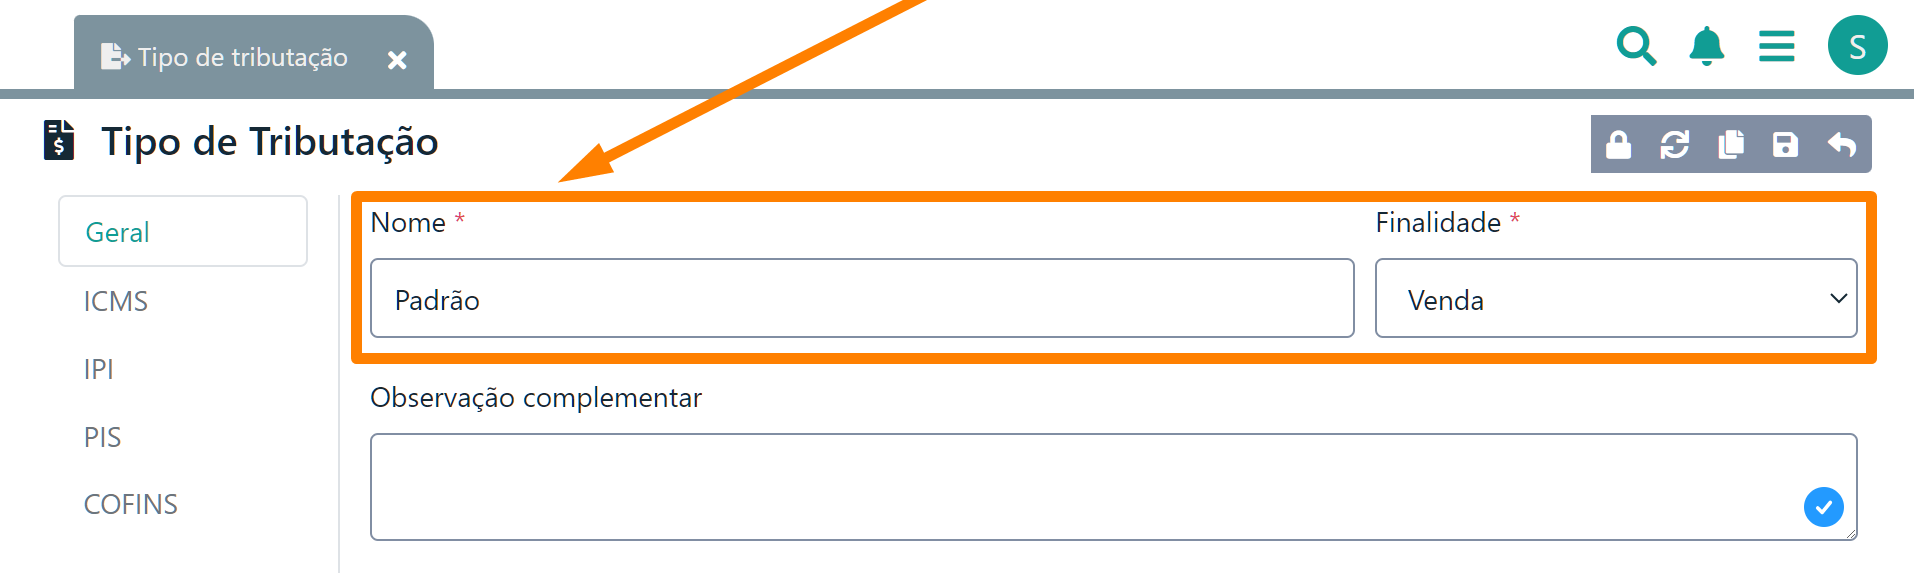 Tipo de tributação
S
Tipo de Tributação
Geral
ICMS
IPI
PIS
COFINS
Nome *
Padrão
Finalidade *
Venda
Observação complementar